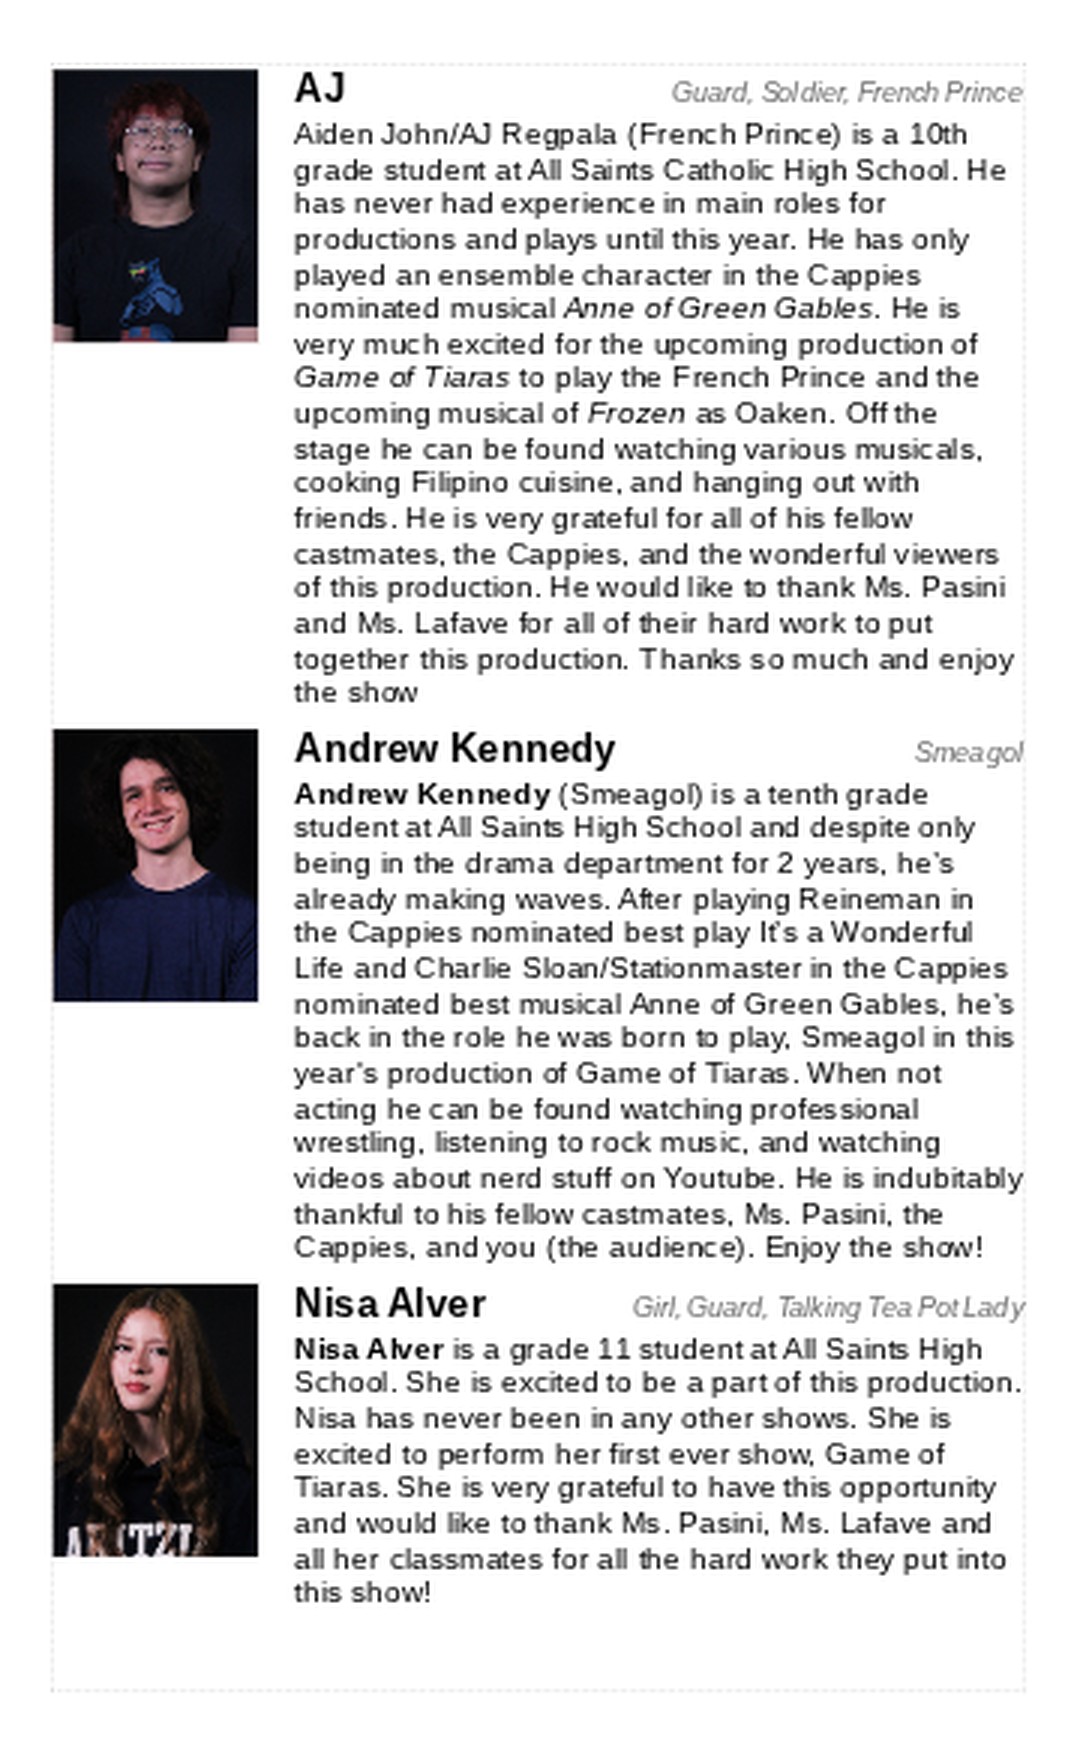 AJ
Guard, Soldier, French Prince
Aiden John/AJ Regpala (French Prince) is a 10th
grade student at All Saints Catholic High School. He
has never had experience in main roles for
productions and plays until this year. He has only
played an ensemble character in the Cappies
nominated musical Anne of Green Gables. He is
very much excited for the upcoming production of
Game of Tiaras to play the French Prince and the
upcoming musical of Frozen as Oaken. Off the
stage he can be found watching various musicals,
cooking Filipino cuisine, and hanging out with
friends. He is very grateful for all of his fellow
castmates, the Cappies, and the wonderful viewers
of this production. He would like to thank Ms. Pasini
and Ms. Lafave for all of their hard work to put
together this production. Thanks so much and enjoy
the show
Andrew Kennedy
Smeagol
Andrew Kennedy (Smeagol) is a tenth grade
student at All Saints High School and despite only
being in the drama department for 2 years, he's
already making waves. After playing Reineman in
the Cappies nominated best play It's a Wonderful
Life and Charlie Sloan/Stationmaster in the Cappies
nominated best musical Anne of Green Gables, he's
back in the role he was born to play, Smeagol in this
year's production of Game of Tiaras. When not
acting he can be found watching professional
wrestling, listening to rock music, and watching
videos about nerd stuff on Youtube. He is indubitably
thankful to his fellow castmates, Ms. Pasini, the
Cappies, and you (the audience). Enjoy the show!
Nisa Alver
Girl, Guard, Talking Tea Pot Lady
Nisa Alver is a grade 11 student at All Saints High
School. She is excited to be a part of this production.
Nisa has never been in any other shows. She is
excited to perform her first ever show, Game of
Tiaras. She is very grateful to have this opportunity
and would like to thank Ms. Pasini, Ms. Lafave and
all her classmates for all the hard work they put into
this show!